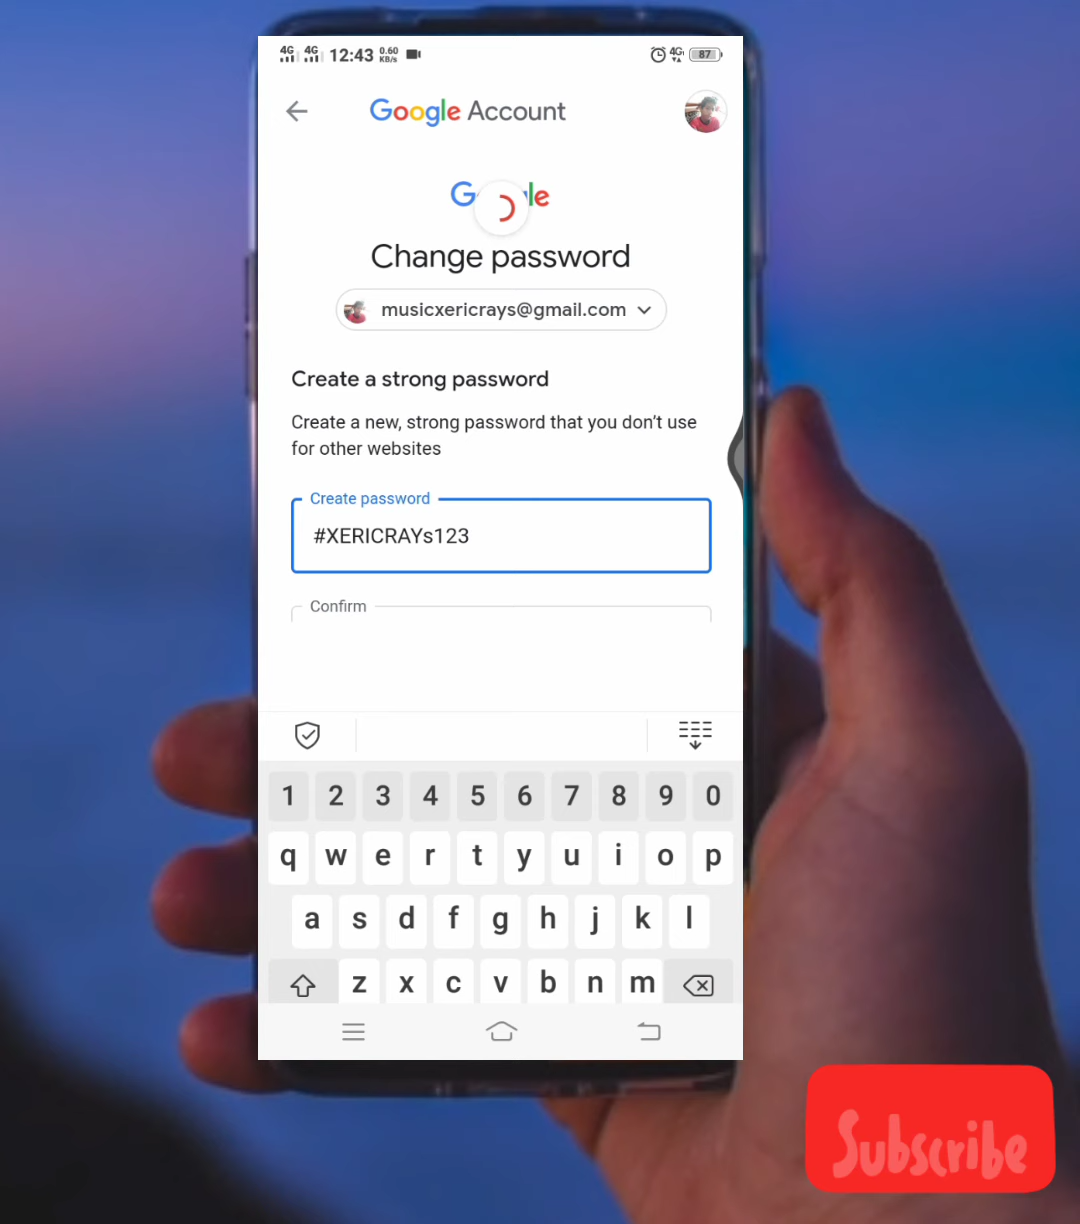 4G 4G 12:43 0.60 KB/s 4G 87
Google Account
G le
Change password
musicxericrays@gmail.com
Create a strong password
Create a new, strong password that you don't use
for other websites
Create password
#XERICRAYs123
Confirm
1 2 3 4 5 6 7 8 9 0
q w e r t y u i o p
a s d f g h j k l
z x c v b n m
Subscribe